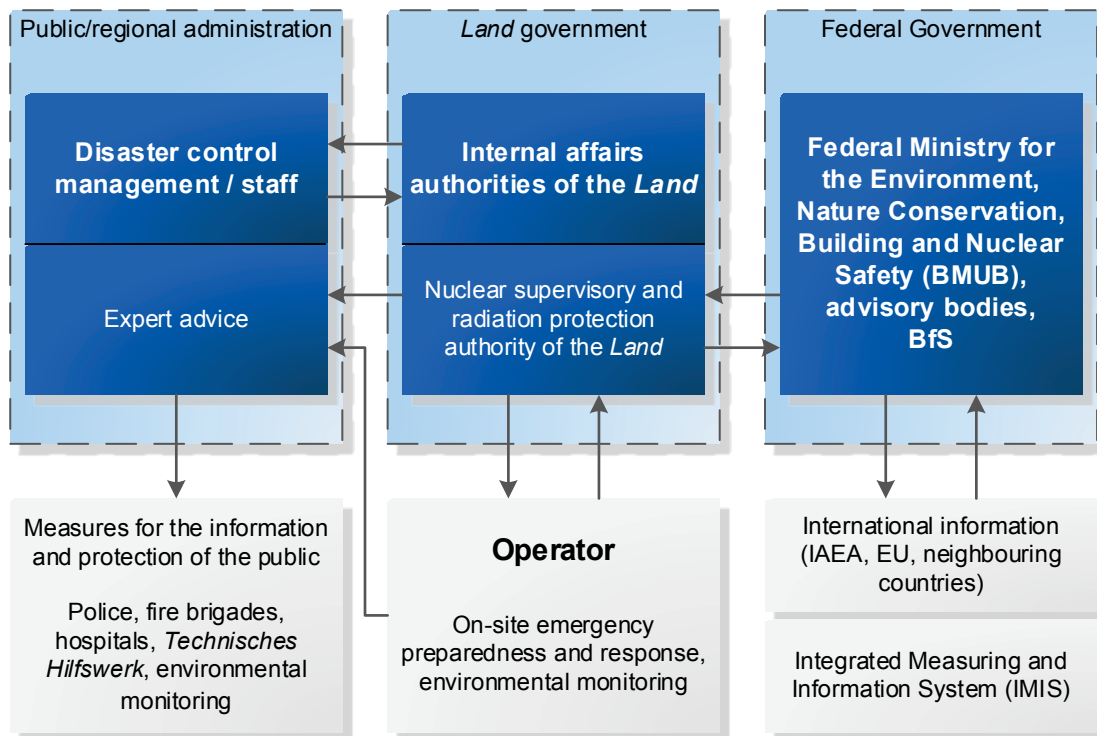 Public/regional administration
Disaster control
management / staff
Expert advice
Measures for the information
and protection of the public
Police, fire brigades,
hospitals, Technisches
Hilfswerk, environmental
monitoring
Land government
Internal affairs
authorities of the Land
Nuclear supervisory and
radiation protection
authority of the Land
Operator
On-site emergency
preparedness and response,
environmental monitoring
Federal Government
Federal Ministry for
the Environment,
Nature Conservation,
Building and Nuclear
Safety (BMUB),
advisory bodies,
BfS
International information
(IAEA, EU, neighbouring
countries)
Integrated Measuring and
Information System (IMIS)